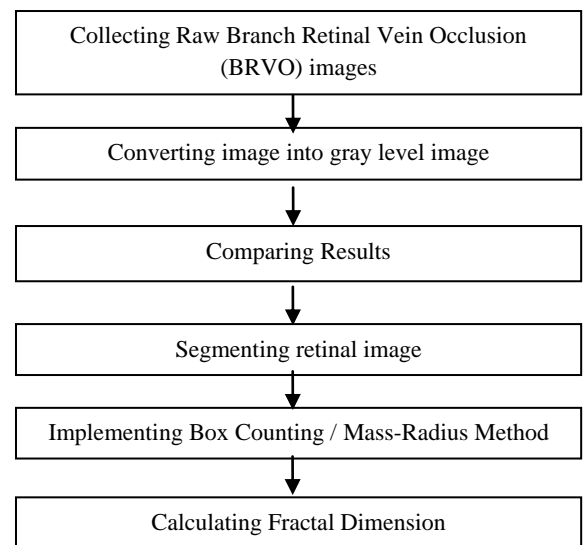 Collecting Raw Branch Retinal Vein Occlusion
(BRVO) images
Converting image into gray level image
Comparing Results
Segmenting retinal image
Implementing Box Counting / Mass-Radius Method
Calculating Fractal Dimension